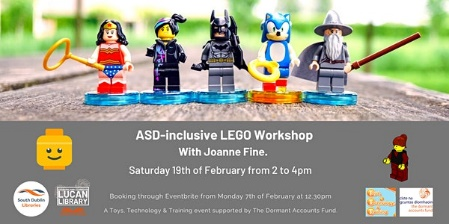 ASD-inclusive LEGO Workshop
With Joanne Fine.
Saturday 19th of February from 2 to 4pm
Booking through Eventbrite from Monday 7th of February at 12.30pm
A Toys, Technology & Training event supported by The Dormant Accounts Fund.
South Dublin
Libraries
LUCAN
LIBRARY